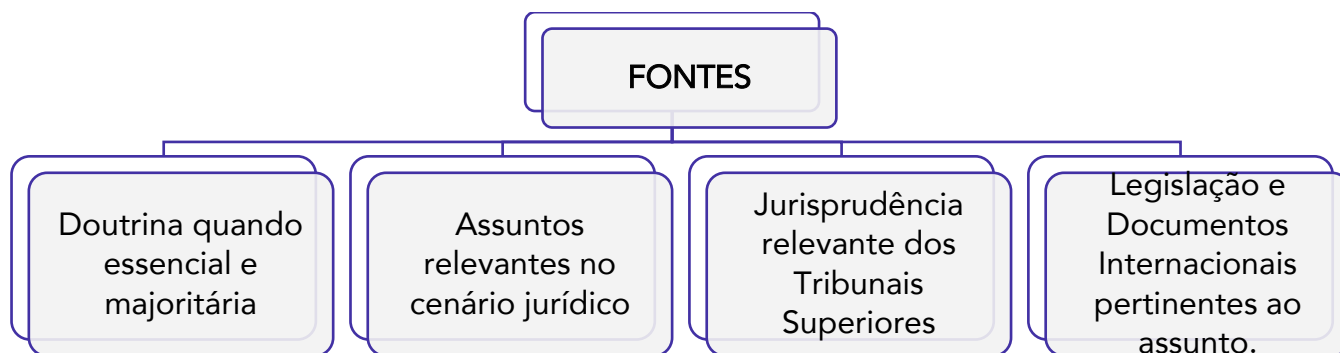 FONTES
Doutrina quando
essencial e
majoritária
Assuntos
relevantes no
cenário jurídico
Jurisprudência
relevante dos
Tribunais
Superiores
Legislação e
Documentos
Internacionais
pertinentes ao
assunto.